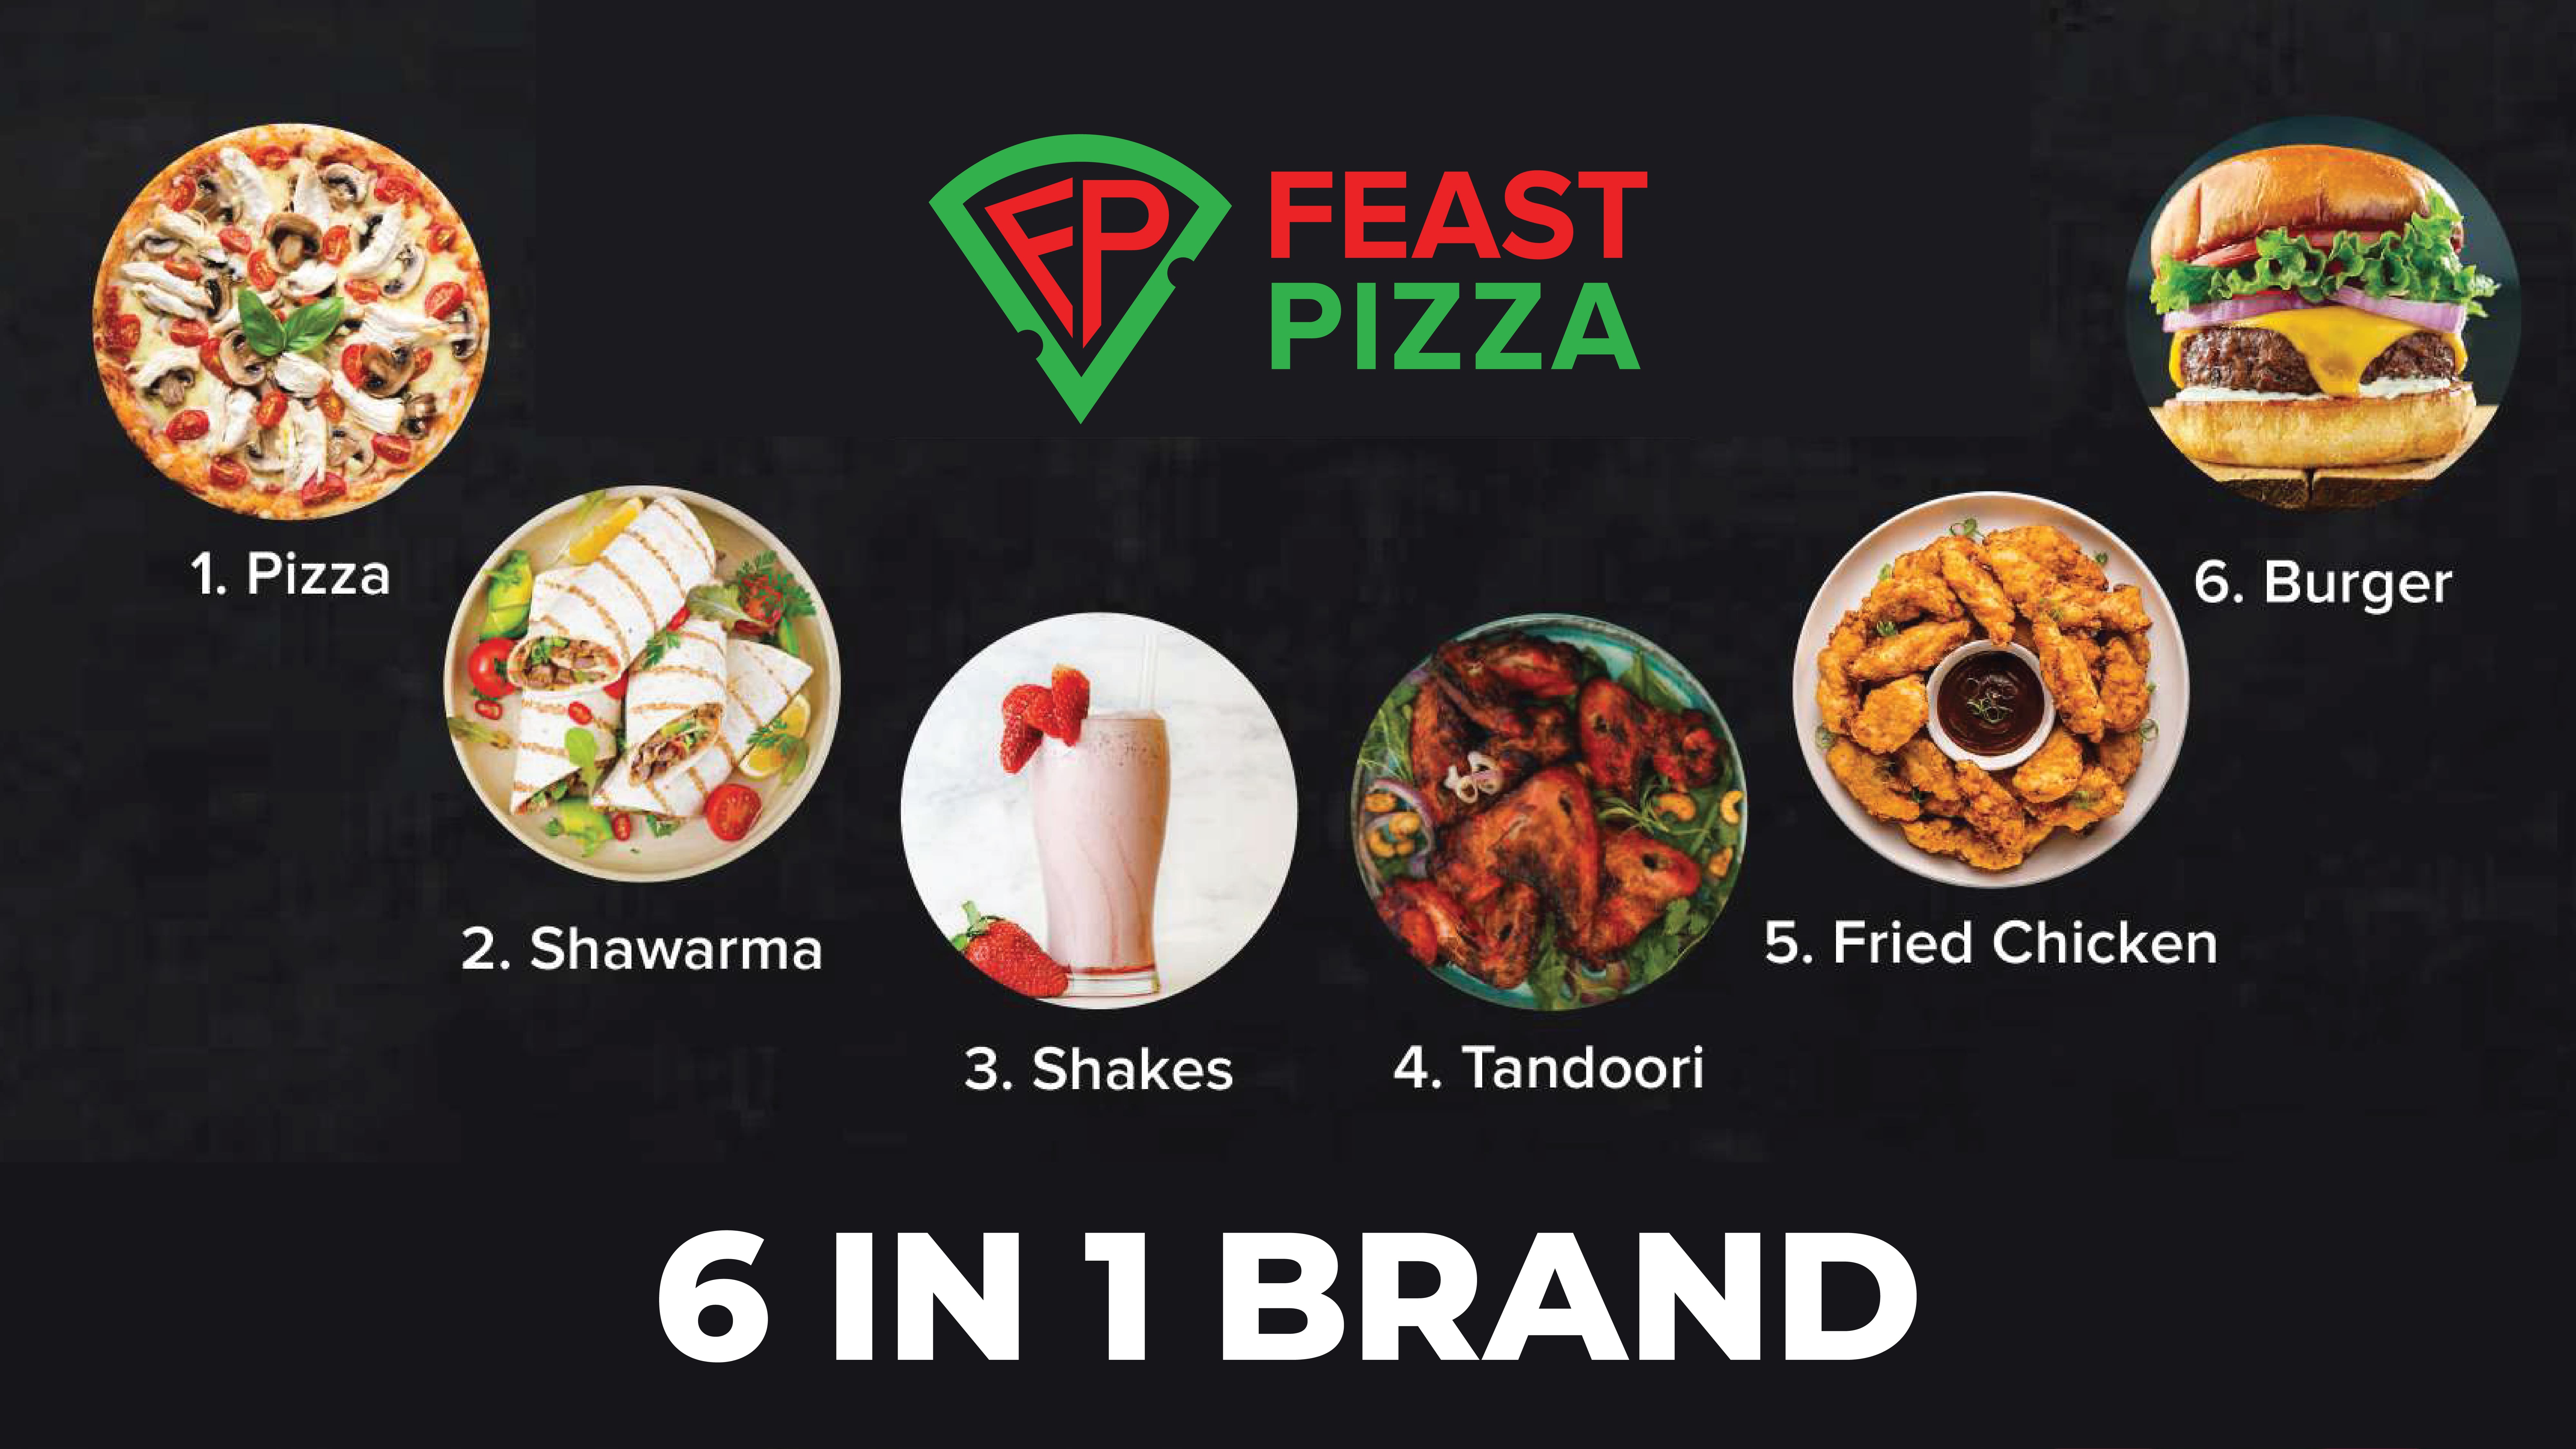 FP
FEAST
PIZZA
1. Pizza
2. Shawarma
3. Shakes
4. Tandoori
5. Fried Chicken
6. Burger
6 IN 1 BRAND